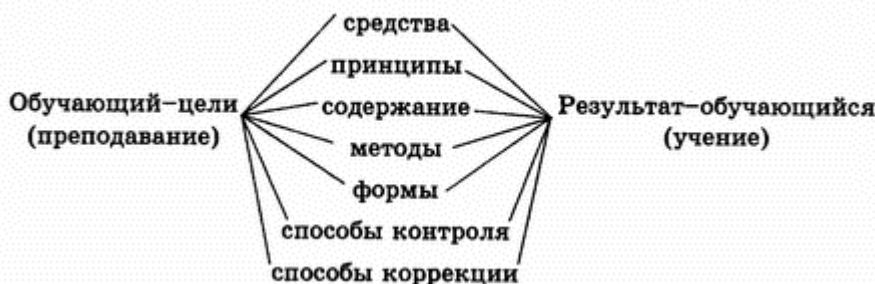 средства
принципы
Обучающий–цели
(преподавание)
содержание
методы
формы
способы контроля
способы коррекции
Результат–обучающийся
(учение)